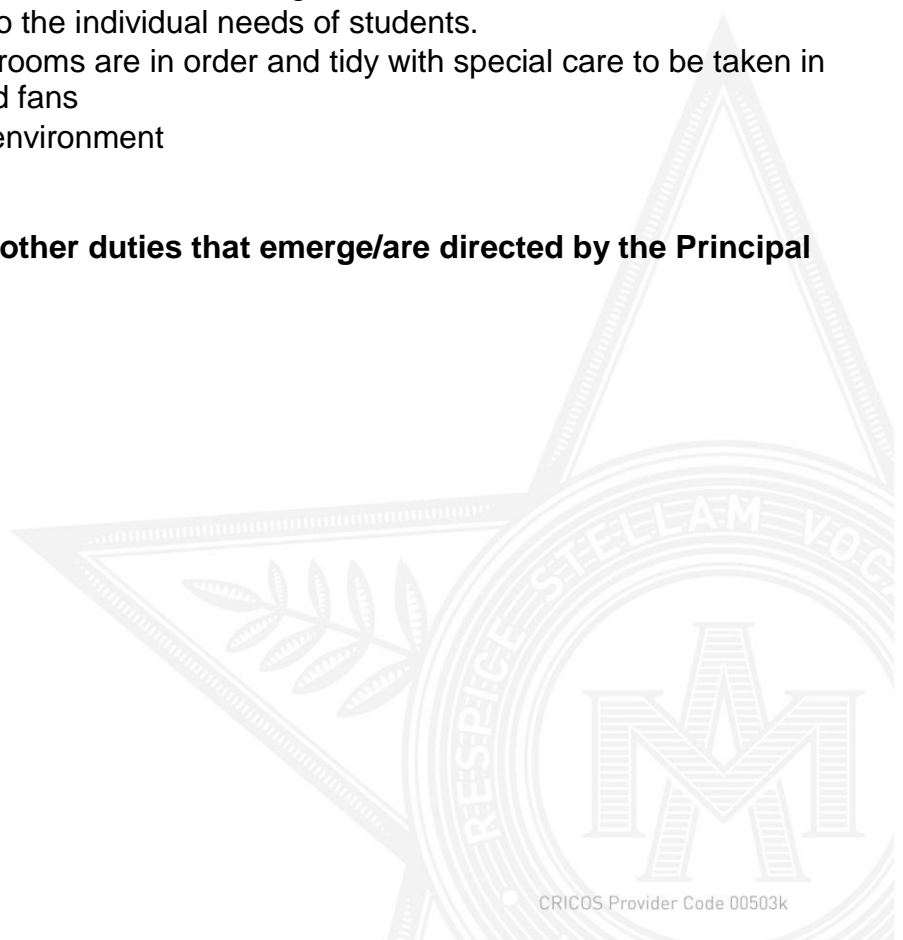 o the individual needs of students.
rooms are in order and tidy with special care to be taken in
d fans
environment
other duties that emerge/are directed by the Principal
RESPICE STELLAM VOCA
MA
CRICOS Provider Code 00503k